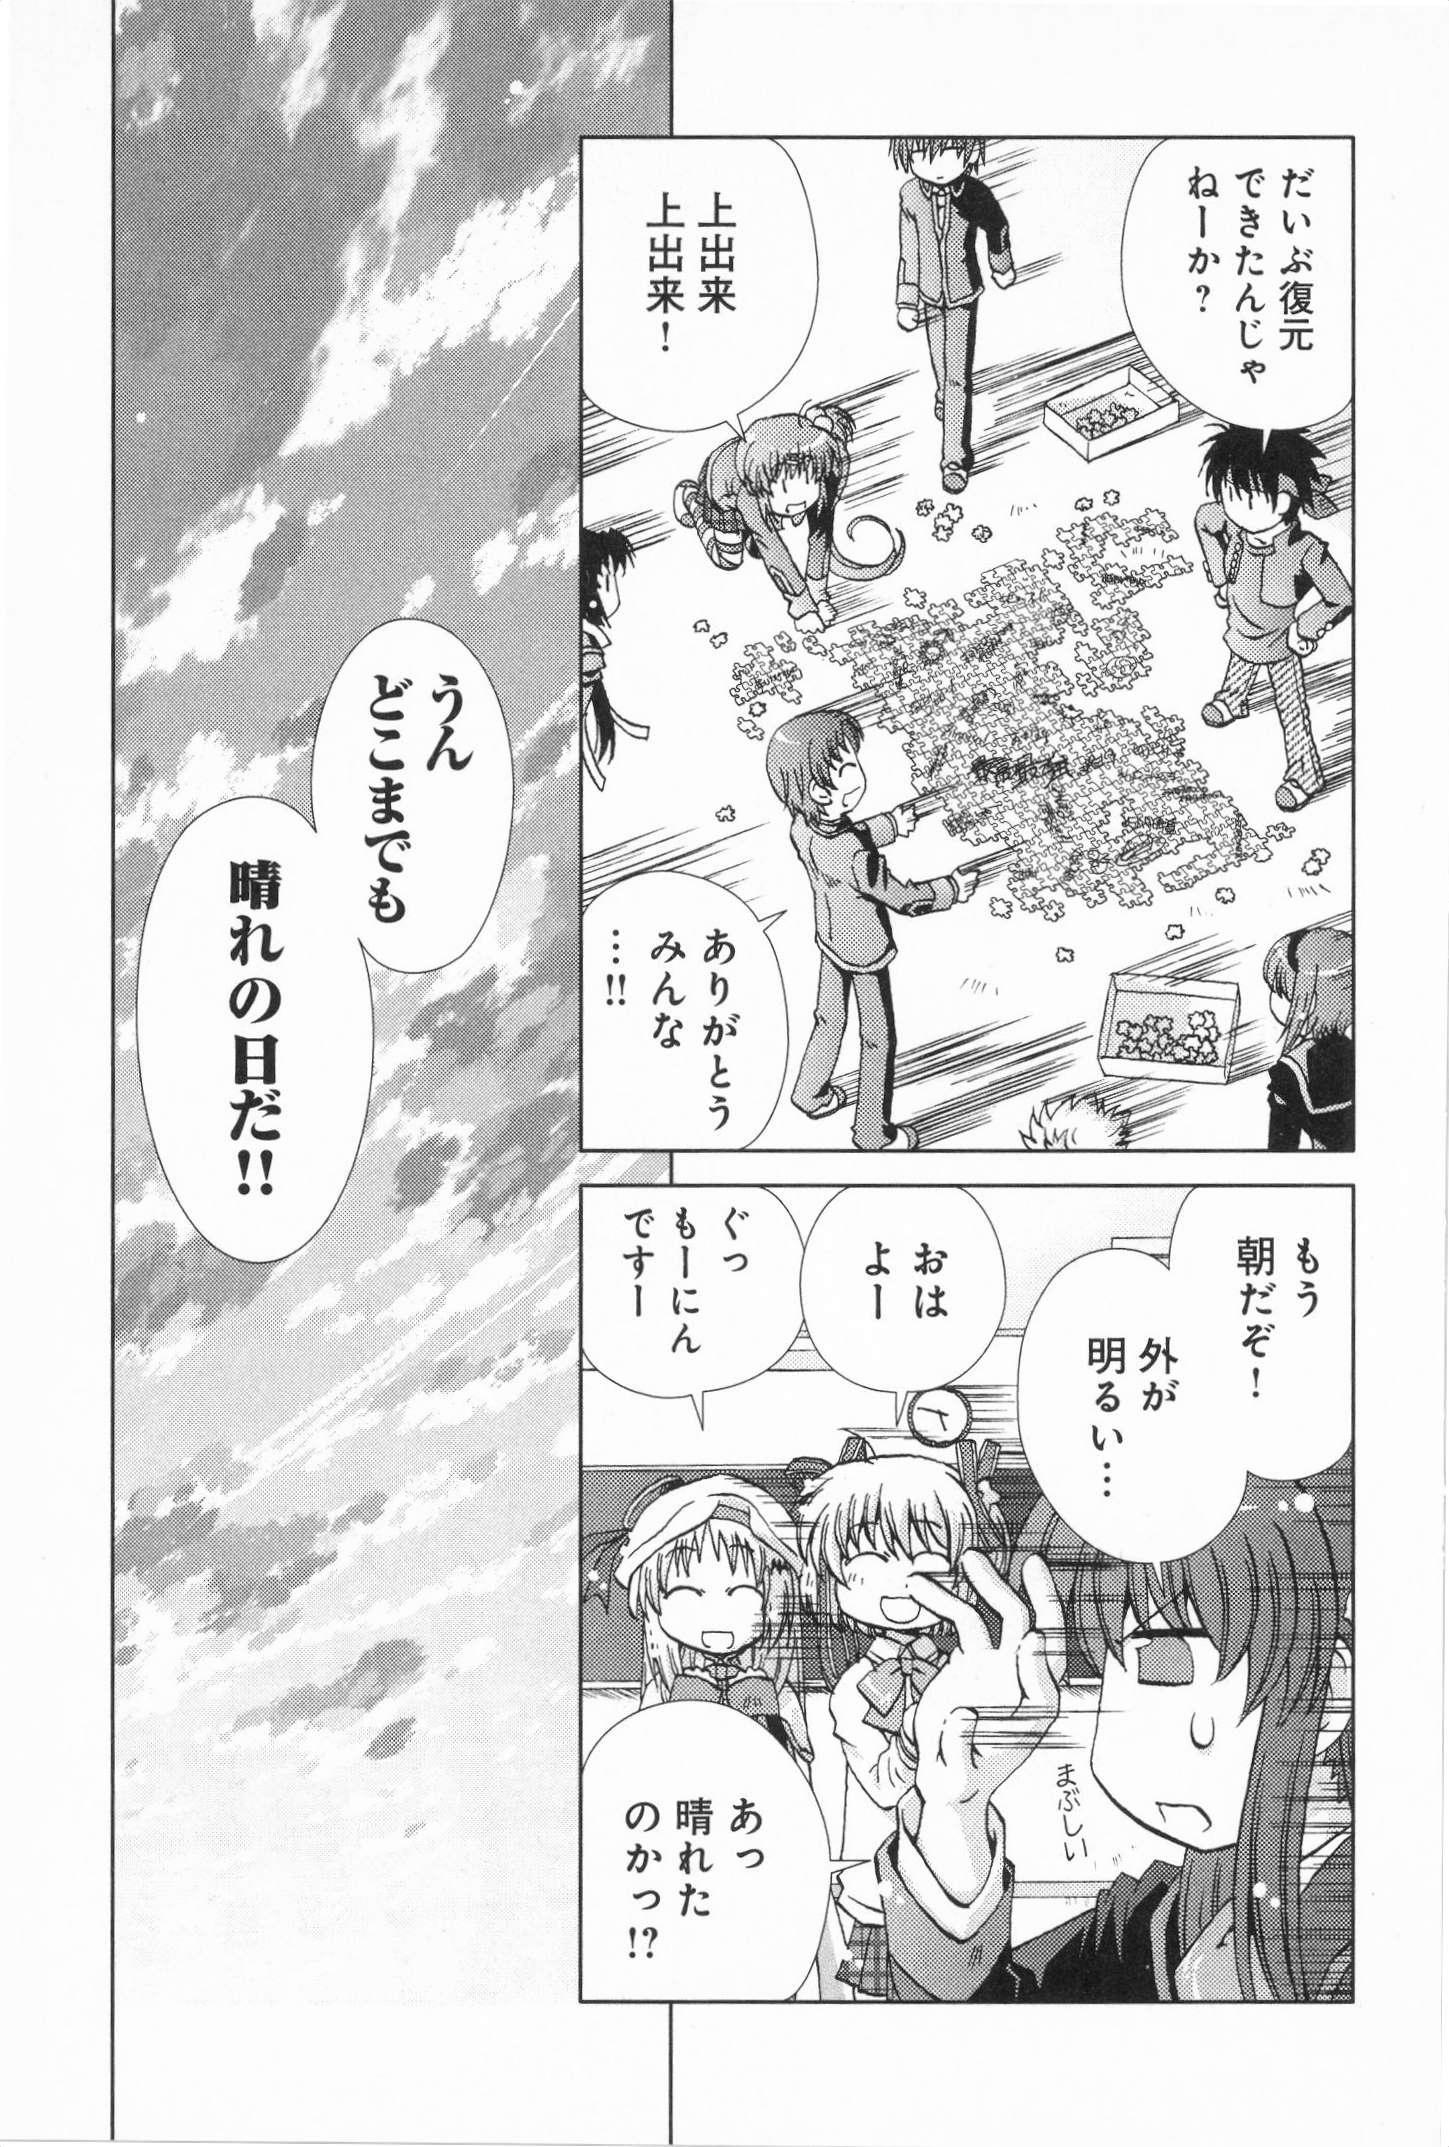 だいぶ復元
できたんじゃ
ねーか?
上出来
上出来!
ありがとう
みんな
…!!
もう
朝だぞ!
外が
明るい…
おは
よー
ぐっ
もーにん
ですー
まぶしい
あっ
晴れた
のかっ!?
うん
どこまでも
晴れの日だ!!